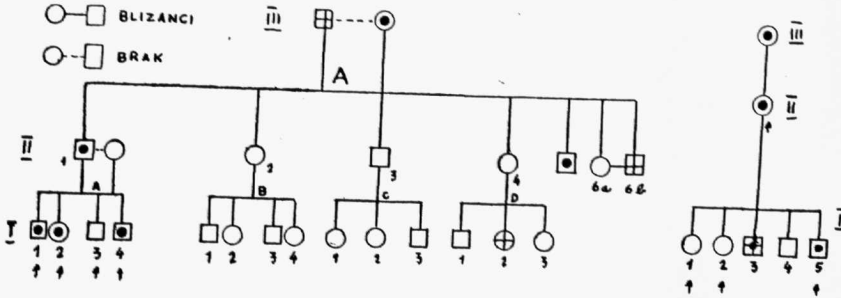 BLIZANCI
BRAK
III
III
A
II
II
1
2
3
4
6a
6b
A
B
C
D
I
1 2 3 4
1 2 3 4
1 2 3
1 2 3
I
1 2 3 4 5